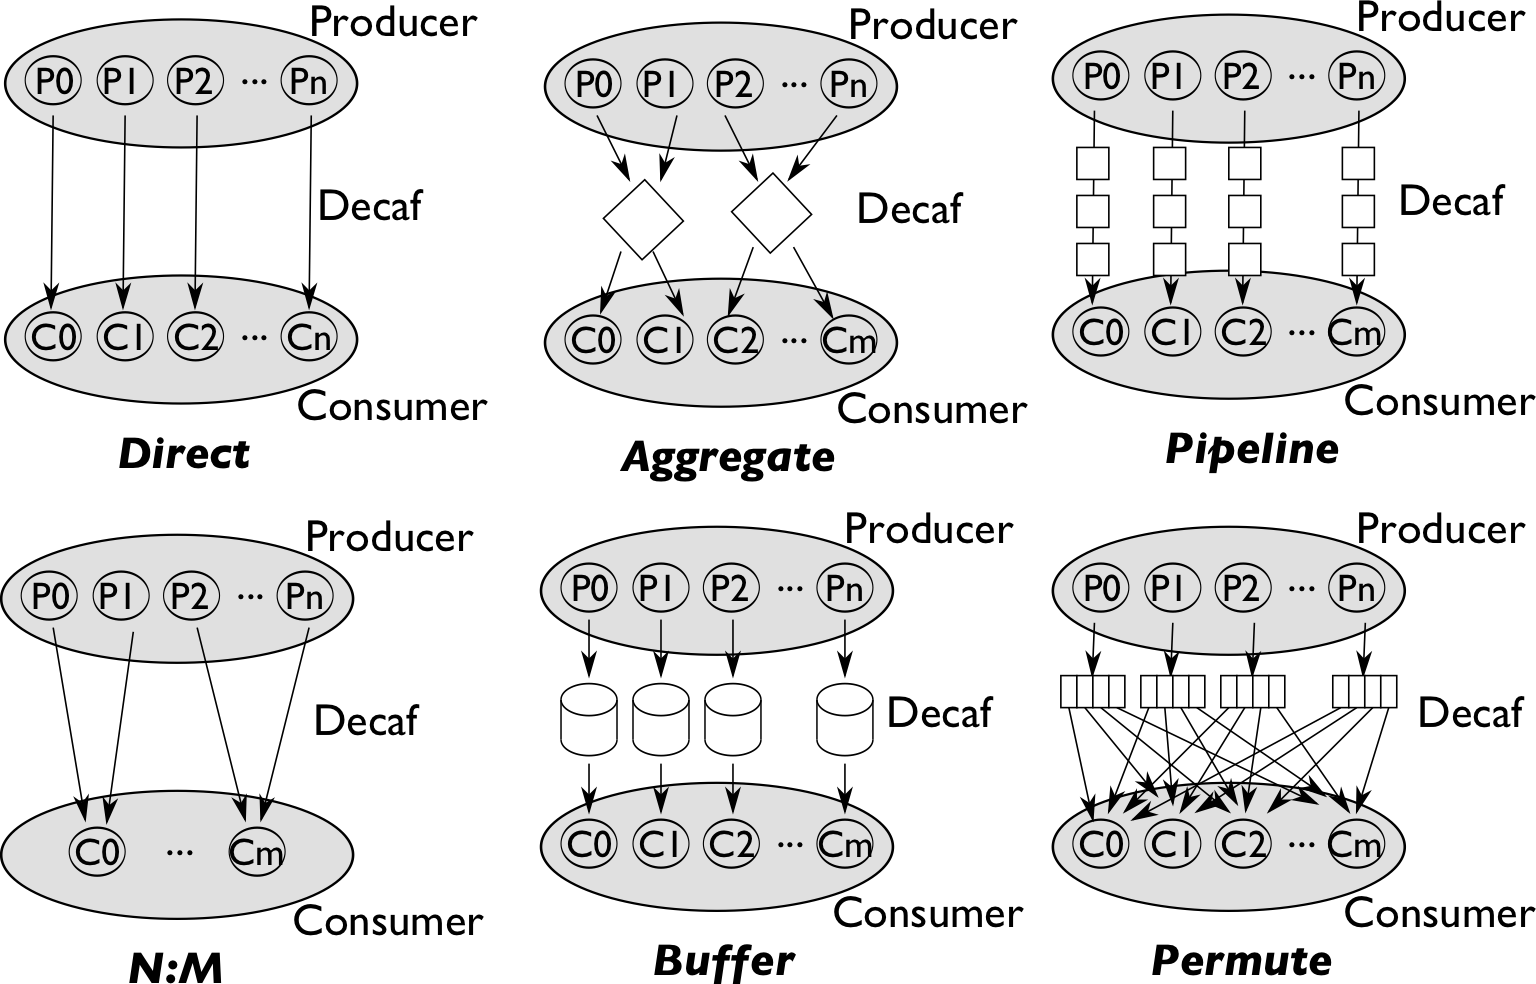 Producer
P0 P1 P2 ... Pn
Decaf
C0 C1 C2 ... Cn
Consumer
Direct
Producer
P0 P1 P2 ... Pn
Decaf
C0 C1 C2 ... Cm
Consumer
Aggregate
Producer
P0 P1 P2 ... Pn
Decaf
C0 C1 C2 ... Cm
Consumer
Pipeline
Producer
P0 P1 P2 ... Pn
Decaf
C0 ... Cm
Consumer
N:M
Producer
P0 P1 P2 ... Pn
Decaf
C0 C1 C2 ... Cm
Consumer
Buffer
Producer
P0 P1 P2 ... Pn
Decaf
C0 C1 C2 ... Cm
Consumer
Permute